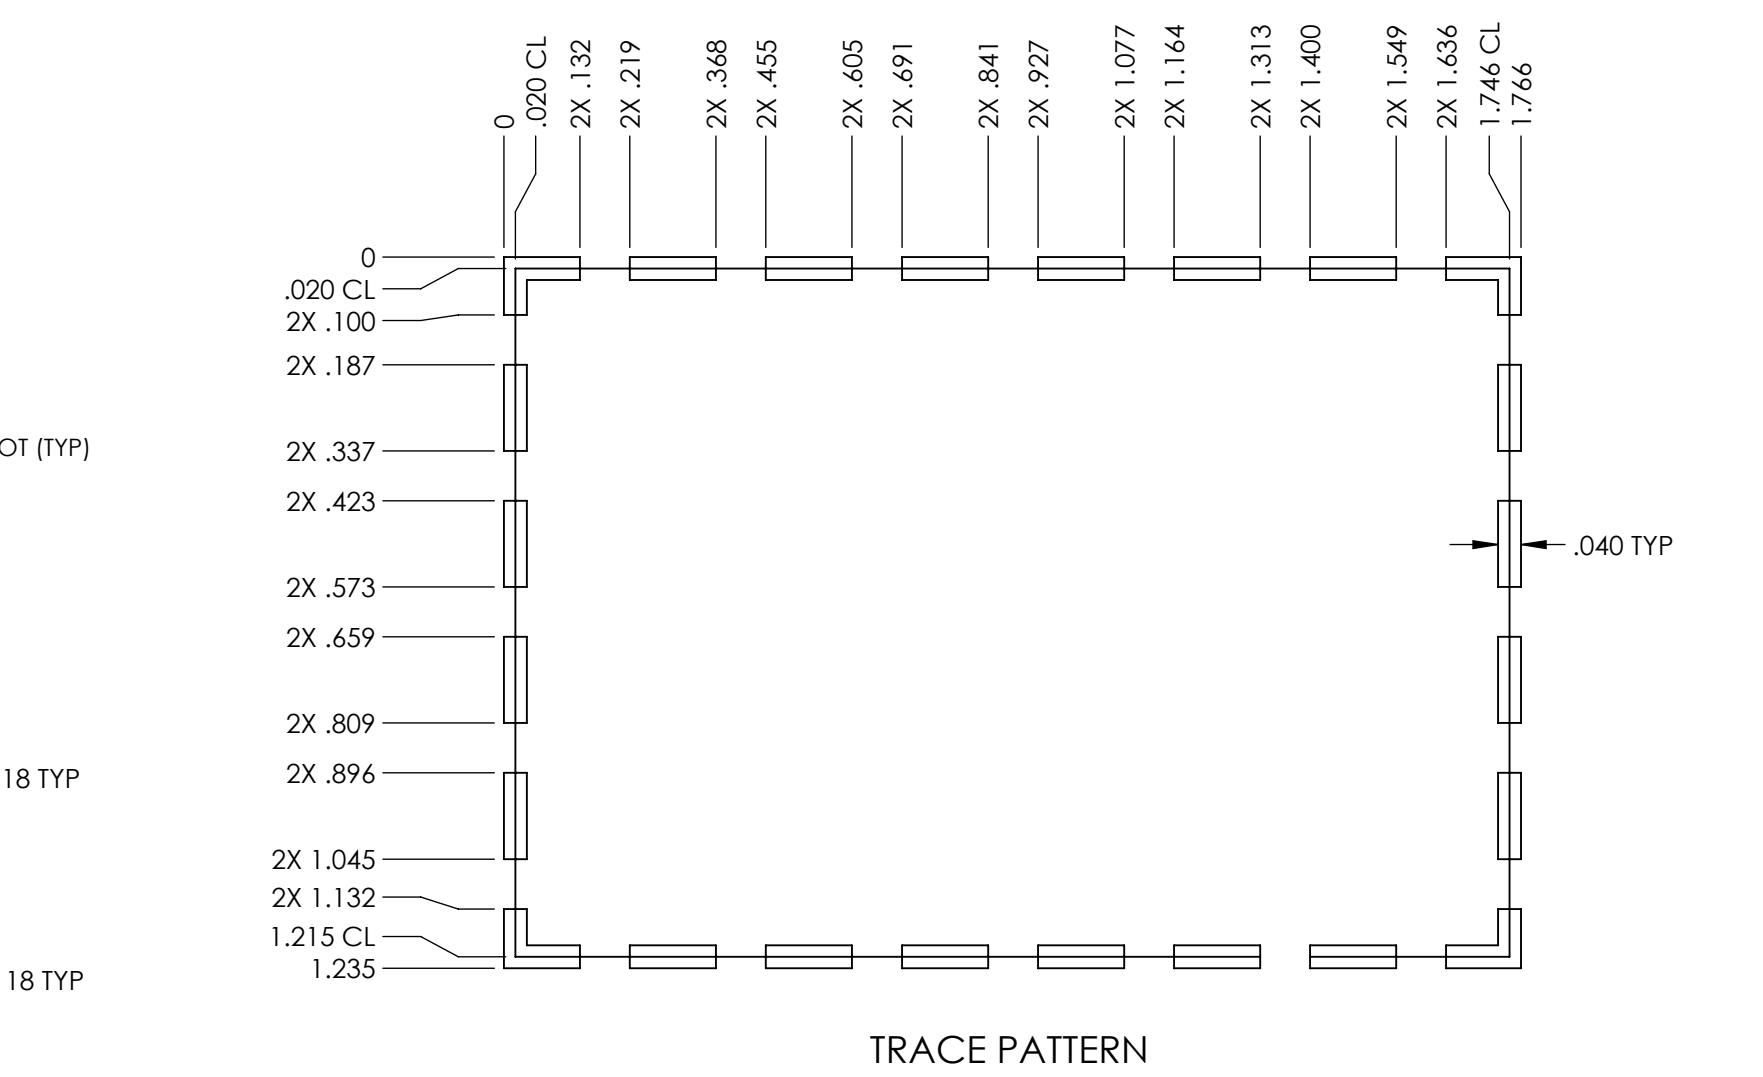 0
.020 CL
2X .132
2X .219
2X .368
2X .455
2X .605
2X .691
2X .841
2X .927
2X 1.077
2X 1.164
2X 1.313
2X 1.400
2X 1.549
2X 1.636
1.746 CL
1.766
0
.020 CL
2X .100
2X .187
2X .337
2X .423
2X .573
2X .659
2X .809
2X .896
2X 1.045
2X 1.132
1.215 CL
1.235
.040 TYP
OT (TYP)
18 TYP
18 TYP
TRACE PATTERN